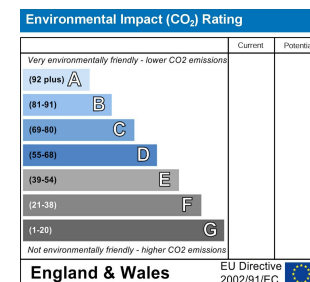 Environmental Impact (CO₂) Rating
Current Potentia
Very environmentally friendly - lower CO2 emissions
(92 plus) A
(81-91) B
(69-80) C
(55-68) D
(39-54) E
(21-38) F
(1-20) G
Not environmentally friendly - higher CO2 emissions
England & Wales
EU Directive
2002/91/EC